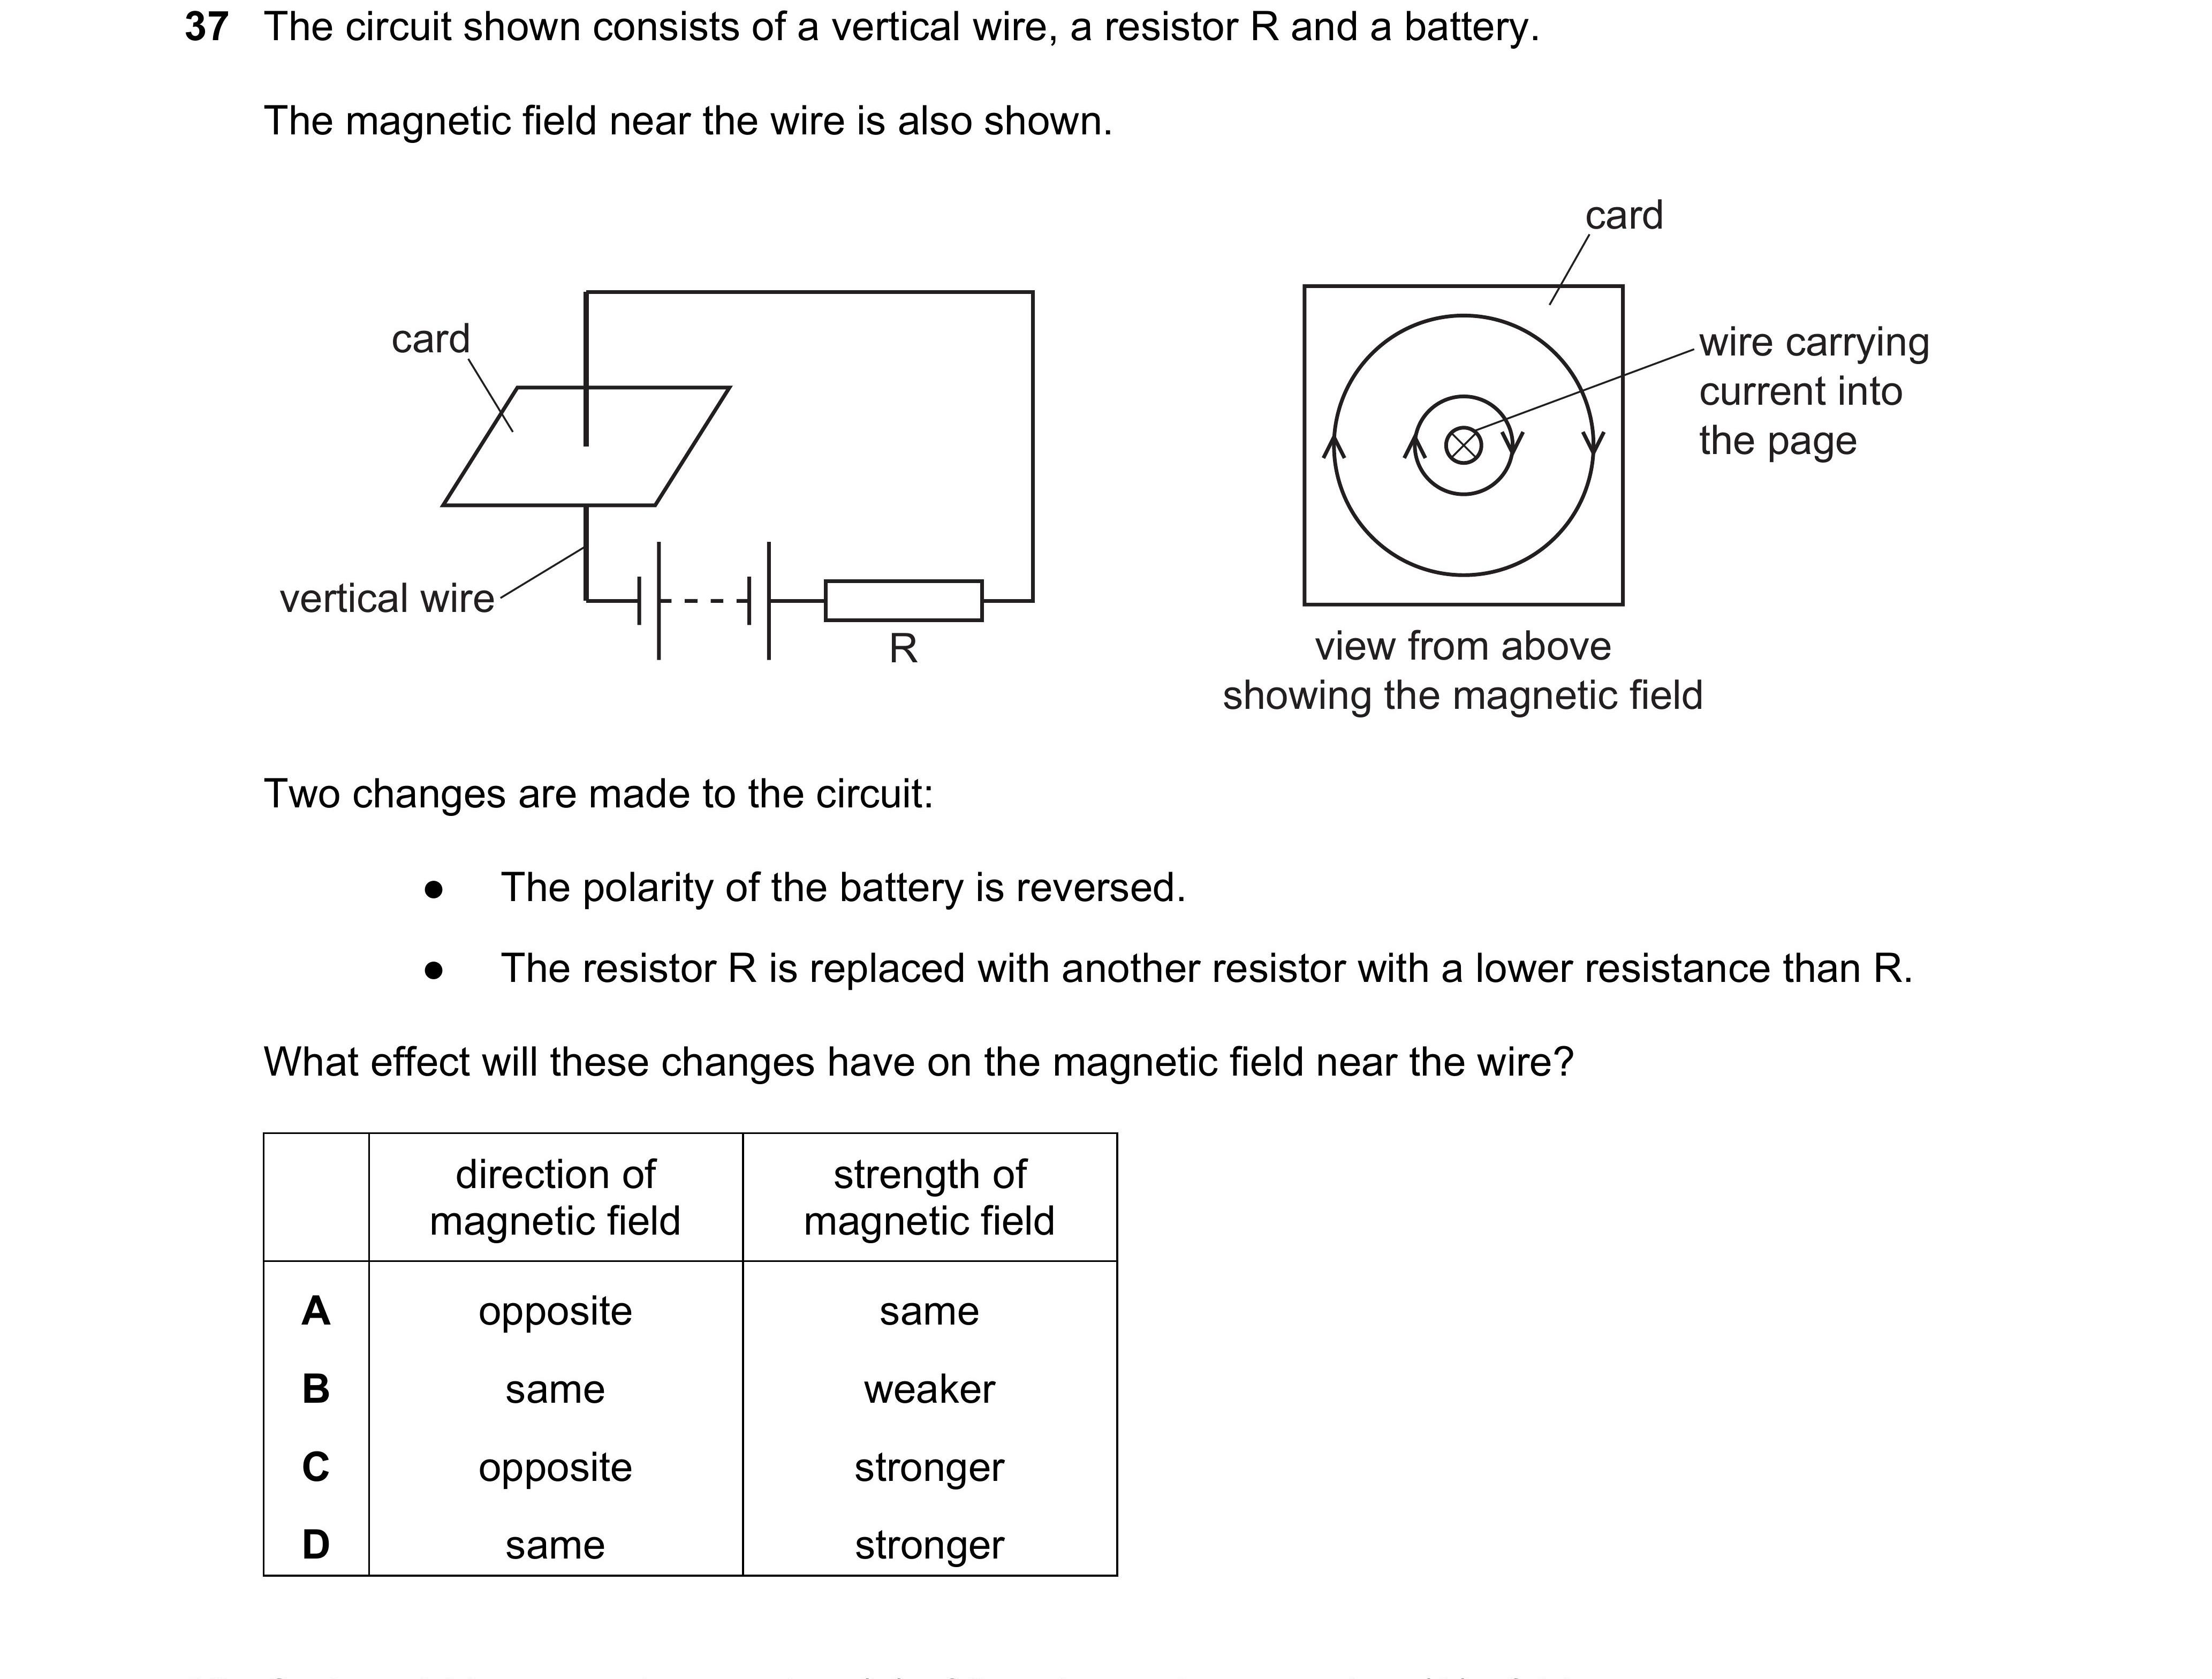 37 The circuit shown consists of a vertical wire, a resistor R and a battery.
The magnetic field near the wire is also shown.
card
card
wire carrying
current into
the page
vertical wire
R
view from above
showing the magnetic field
Two changes are made to the circuit:
● The polarity of the battery is reversed.
● The resistor R is replaced with another resistor with a lower resistance than R.
What effect will these changes have on the magnetic field near the wire?
direction of magnetic field strength of magnetic field
A opposite same
B same weaker
C opposite stronger
D same stronger